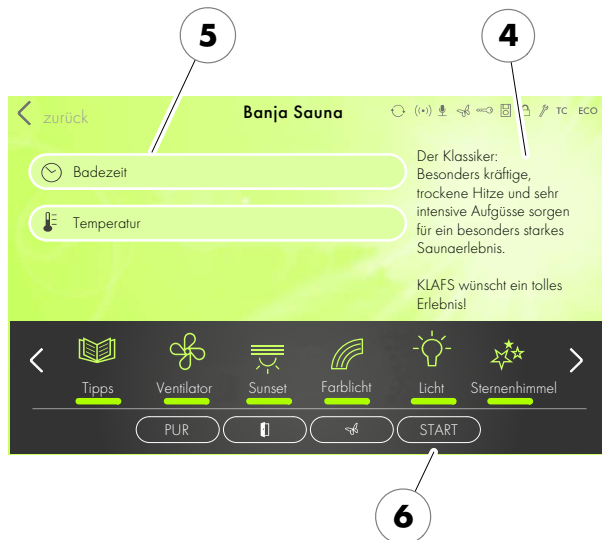 5
4
zurück
Banja Sauna
TC ECO
Badezeit
Temperatur
Der Klassiker:
Besonders kräftige,
trockene Hitze und sehr
intensive Aufgüsse sorgen
für ein besonders starkes
Saunaerlebnis.
KLAFS wünscht ein tolles
Erlebnis!
Tipps Ventilator Sunset Farblicht Licht Sternenhimmel
PUR START
6